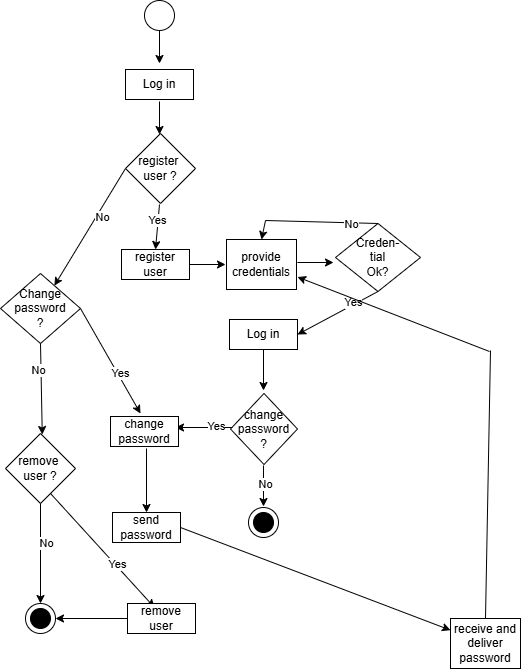 Log in
register
user ?
No
Yes
register
user
provide
credentials
No
Creden-
tial
Ok?
Yes
Change
password
?
Log in
No
Yes
change
password
Yes
change
password
?
remove
user ?
No
send
password
No
Yes
remove
user
receive and
deliver
password